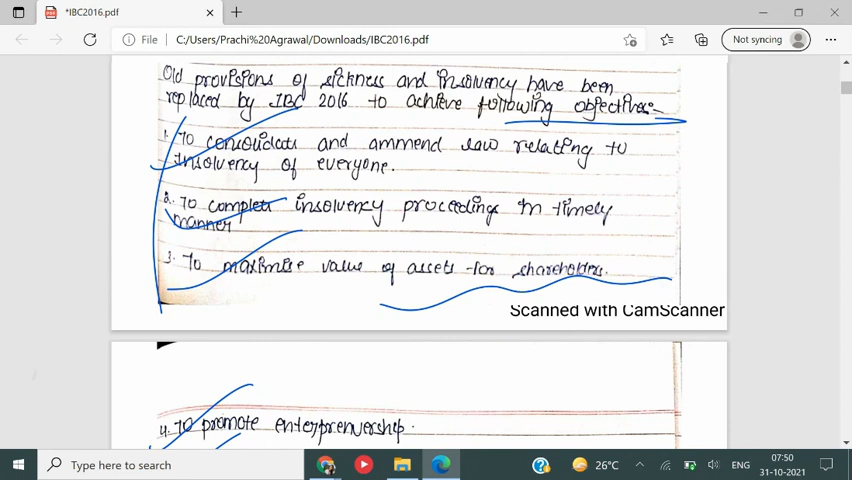 *IBC2016.pdf
File
C:/Users/Prachi%20Agrawal/Downloads/IBC2016.pdf
Not syncing
Old provisions of sickness and insolvency have been
replaced by IBC 2016 to achieve following objectives:-
1. To consolidate and ammend law relating to
insolvency of everyone.
2. To complete insolvency proceedings in timely
manner
3. To maximise value of assets for shareholders.
Scanned with CamScanner
4. To promote enterprenuership.
Type here to search
26°C
ENG
07:50
31-10-2021